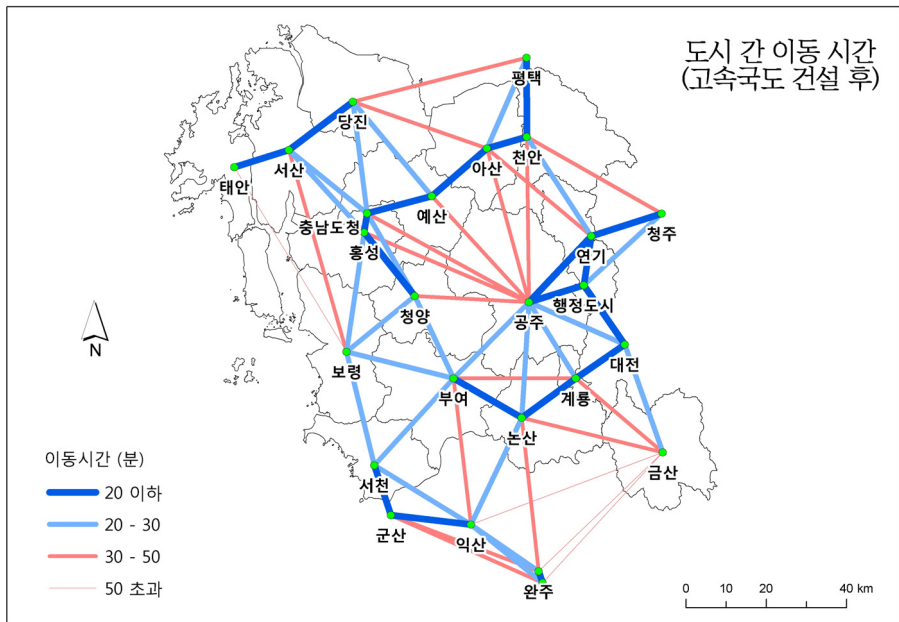 도시 간 이동 시간
(고속국도 건설 후)
평택
당진
천안
아산
서산
태안
예산
충남도청
청주
홍성
연기
행정도시
청양
공주
N
보령
대전
부여
계룡
논산
금산
이동시간 (분)
서천
20 이하
20 - 30
군산
익산
30 - 50
50 초과
완주
0 10 20 40 km